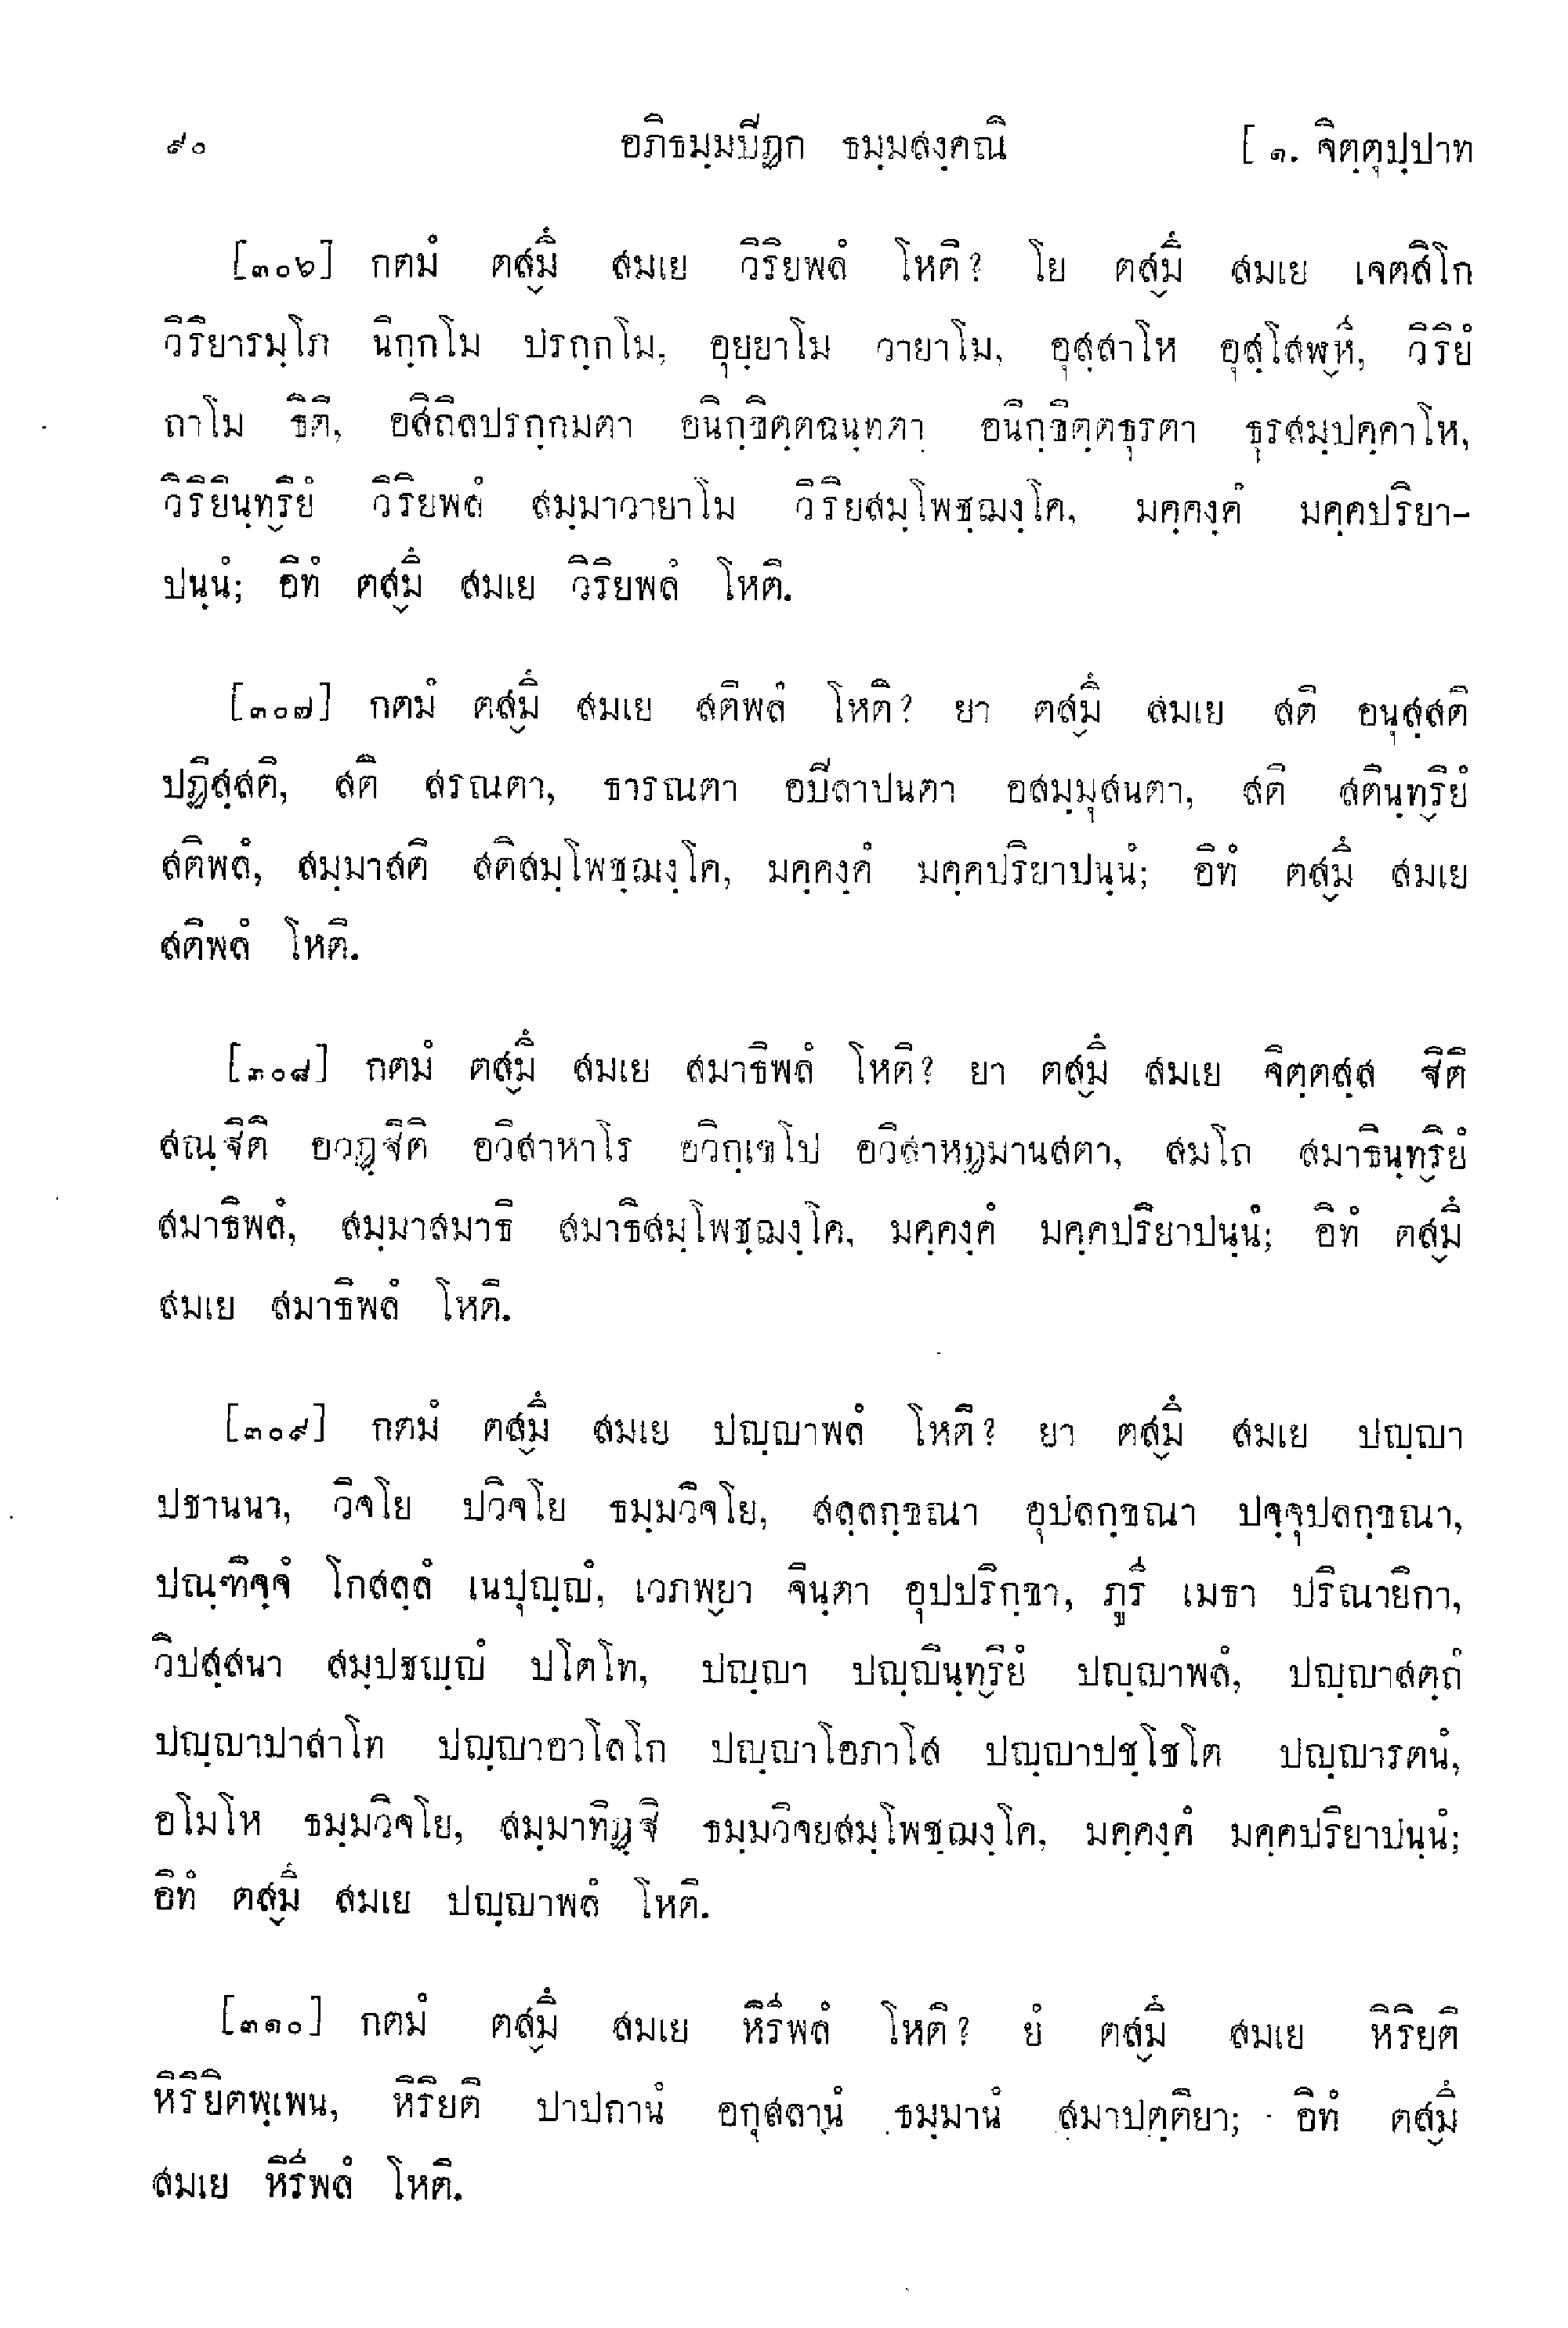 ๙๐ อภิธมฺมปิฏก ธมฺมสงฺคณิ [ ๑. จิตฺตุปฺปาท
[๓๐๖] กตมํ ตส๎มิํ สมเย วิริยพลํ โหติ? โย ตส๎มิํ สมเย เจตสิโก
วิริยารมฺโภ นิกฺกโม ปรกฺกโม, อุยฺยาโม วายาโม, อุสฺสาโห อุสฺโสฬ๎หี, วิริยํ
ถาโม ธิติ, อสิถิลปรกฺกมตา อนิกฺขิตฺตฉนฺทตา อนิกฺขิตฺตธุรตา ธุรสมฺปคฺคาโห,
วิริยินฺท๎ริยํ วิริยพลํ สมฺมาวายาโม วิริยสมฺโพชฺฌงฺโค, มคฺคงฺคํ มคฺคปริยา-
ปนฺนํ; อิทํ ตส๎มิํ สมเย วิริยพลํ โหติ.
[๓๐๗] กตมํ ตส๎มิํ สมเย สติพลํ โหติ? ยา ตส๎มิํ สมเย สติ อนุสฺสติ
ปฏิสฺสติ, สติ สรณตา, ธารณตา อปิลาปนตา อสมฺมุสนตา, สติ สตินฺท๎ริยํ
สติพลํ, สมฺมาสติ สติสมฺโพชฺฌงฺโค, มคฺคงฺคํ มคฺคปริยาปนฺนํ; อิทํ ตส๎มิํ สมเย
สติพลํ โหติ.
[๓๐๘] กตมํ ตส๎มิํ สมเย สมาธิพลํ โหติ? ยา ตส๎มิํ สมเย จิตฺตสฺส ฐิติ
สณฺฐิติ อวฏฺฐิติ อวิสาหาโร อวิกฺเขโป อวิสาหฏมานสตา, สมโถ สมาธินฺท๎ริยํ
สมาธิพลํ, สมฺมาสมาธิ สมาธิสมฺโพชฺฌงฺโค, มคฺคงฺคํ มคฺคปริยาปนฺนํ; อิทํ ตส๎มิํ
สมเย สมาธิพลํ โหติ.
[๓๐๙] กตมํ ตส๎มิํ สมเย ปญฺญาพลํ โหติ? ยา ตส๎มิํ สมเย ปญฺญา
ปชานนา, วิจโย ปวิจโย ธมฺมวิจโย, สลฺลกฺขณา อุปลกฺขณา ปจฺจุปลกฺขณา,
ปณฺฑิจฺจํ โกสลฺลํ เนปุญฺญํ, เวภพ๎ยา จินฺตา อุปปริกฺขา, ภูรี เมธา ปริณายิกา,
วิปสฺสนา สมฺปชญฺญํ ปโตโท, ปญฺญา ปญฺญินฺท๎ริยํ ปญฺญาพลํ, ปญฺญาสตฺถํ
ปญฺญาปาสาโท ปญฺญาอาโลโก ปญฺญาโอภาโส ปญฺญาปชฺโชโต ปญฺญารตนํ,
อโมโห ธมฺมวิจโย, สมฺมาทิฏฺฐิ ธมฺมวิจยสมฺโพชฺฌงฺโค, มคฺคงฺคํ มคฺคปริยาปนฺนํ;
อิทํ ตส๎มิํ สมเย ปญฺญาพลํ โหติ.
[๓๑๐] กตมํ ตส๎มิํ สมเย หิรีพลํ โหติ? ยํ ตส๎มิํ สมเย หิริยติ
หิริยิตพฺเพน, หิริยติ ปาปกานํ อกุสลานํ ธมฺมานํ สมาปตฺติยา; อิทํ ตส๎มิํ
สมเย หิรีพลํ โหติ.